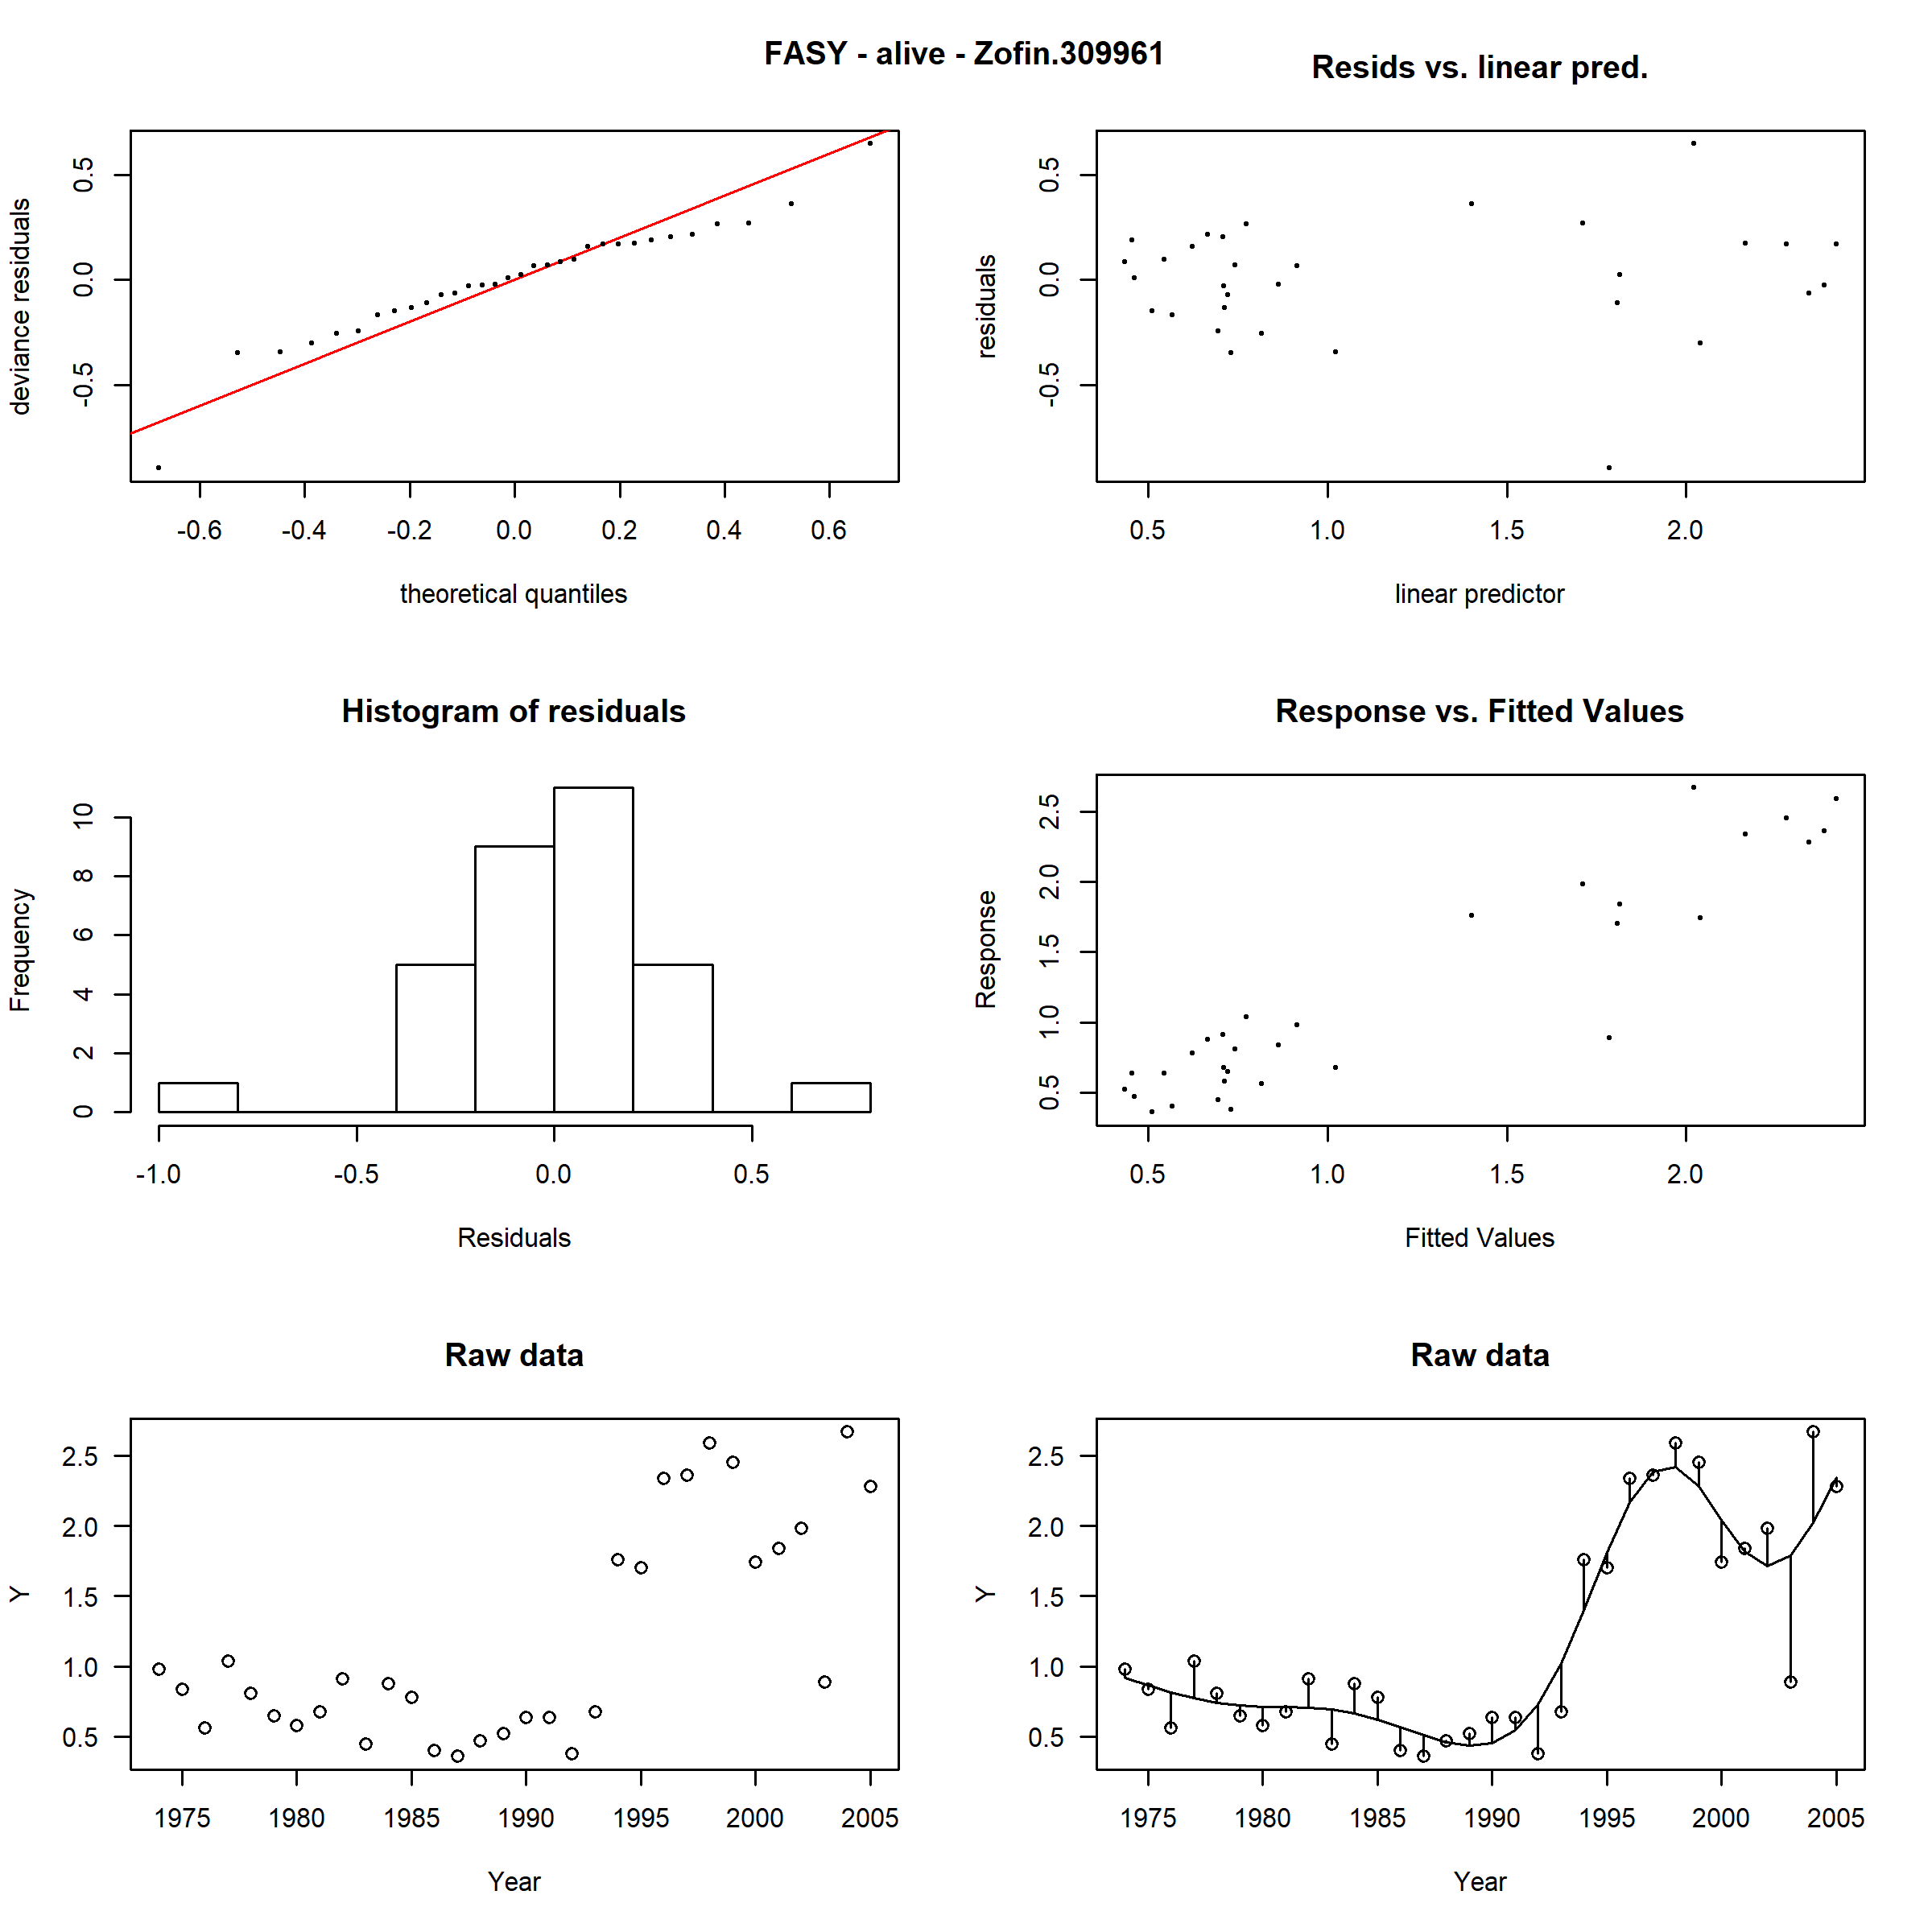 FASY - alive - Zofin.309961
Resids vs. linear pred.
deviance residuals
-0.5 0.0 0.5
-0.6 -0.4 -0.2 0.0 0.2 0.4 0.6
theoretical quantiles
residuals
-0.5 0.0 0.5
0.5 1.0 1.5 2.0
linear predictor
Histogram of residuals
Frequency
0 2 4 6 8 10
-1.0 -0.5 0.0 0.5
Residuals
Response vs. Fitted Values
Response
0.5 1.0 1.5 2.0 2.5
0.5 1.0 1.5 2.0
Fitted Values
Raw data
Y
2.5
2.0
1.5
1.0
0.5
1975 1980 1985 1990 1995 2000 2005
Year
Raw data
Y
2.5
2.0
1.5
1.0
0.5
1975 1980 1985 1990 1995 2000 2005
Year